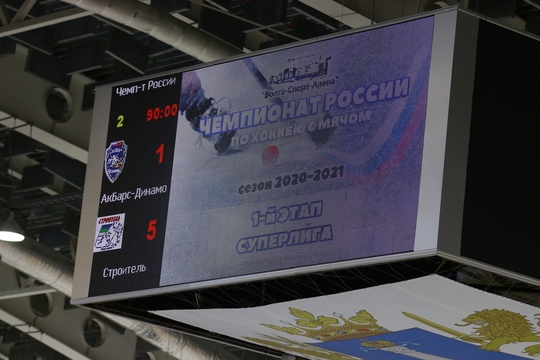 Чемп-т России
2 90:00
1
АкБарс-Динамо
5
Строитель
"Волга-Спорт-Арена"
ЧЕМПИОНАТ РОССИИ
ПО ХОККЕЮ С МЯЧОМ
сезон 2020-2021
1-й ЭТАП
СУПЕРЛИГА